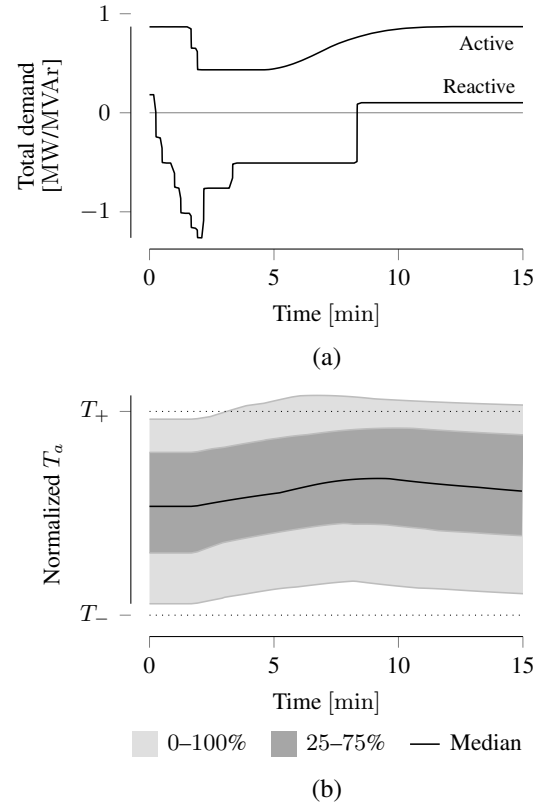 Total demand
[MW/MVAr]
1
0
−1
Active
Reactive
0
5
10
15
Time [min]
(a)
Normalized Tₐ
T₊
T₋
0
5
10
15
Time [min]
0–100%
25–75%
Median
(b)